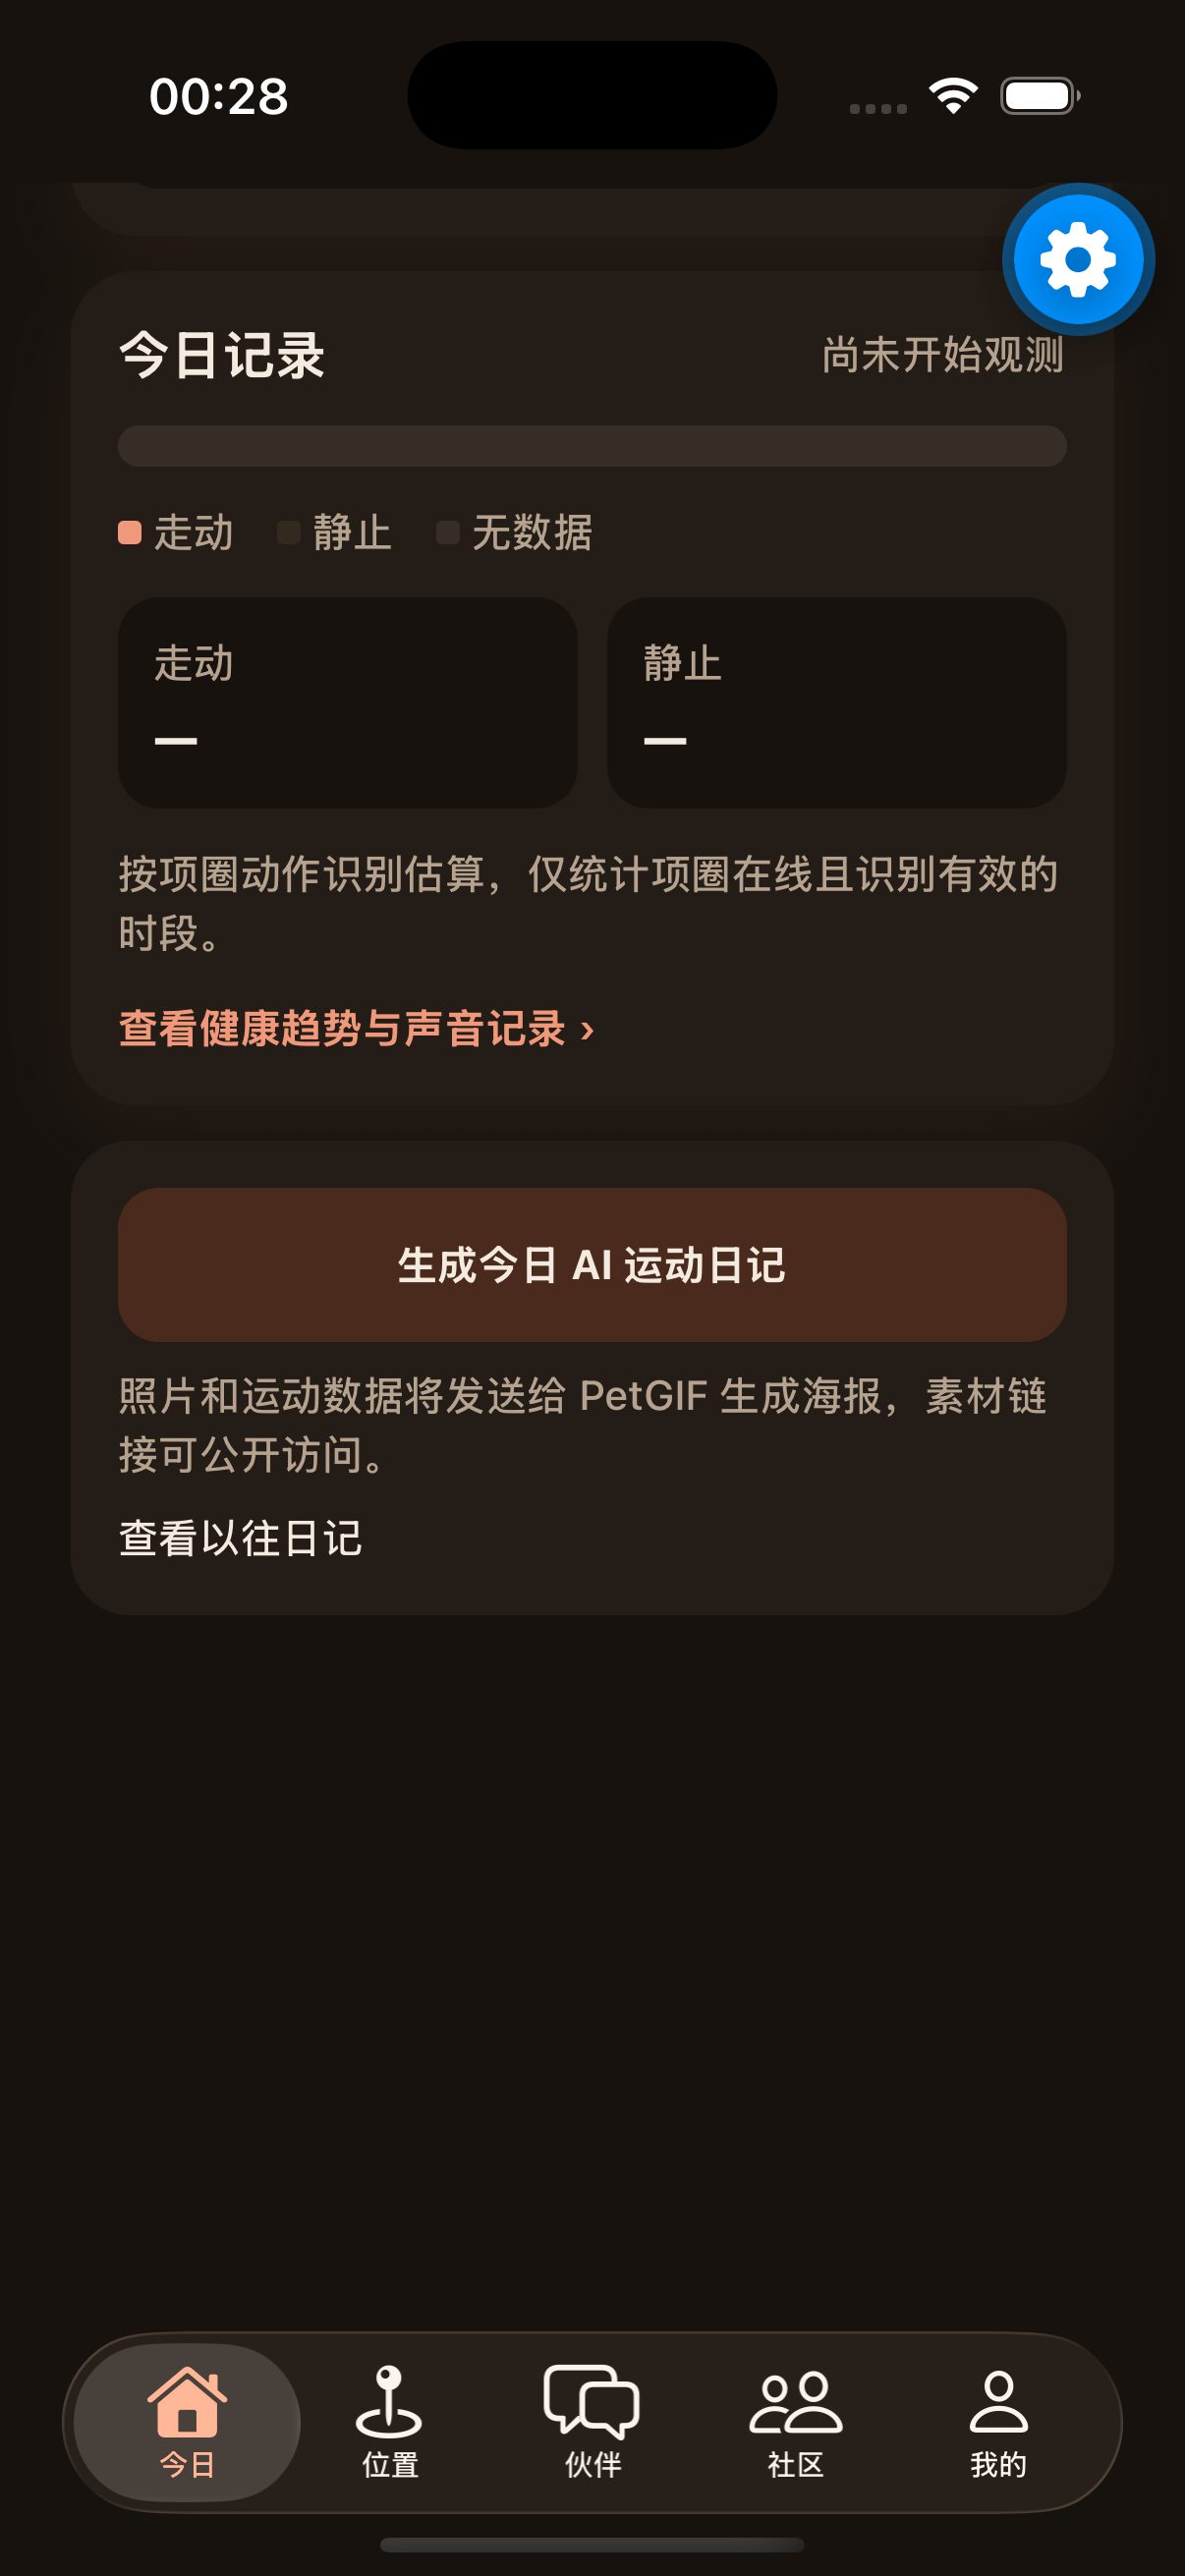 00:28
今日记录
尚未开始观测
走动 静止 无数据
走动
—
静止
—
按项圈动作识别估算，仅统计项圈在线且识别有效的
时段。
查看健康趋势与声音记录 ›
生成今日 AI 运动日记
照片和运动数据将发送给 PetGIF 生成海报，素材链
接可公开访问。
查看以往日记
今日 位置 伙伴 社区 我的